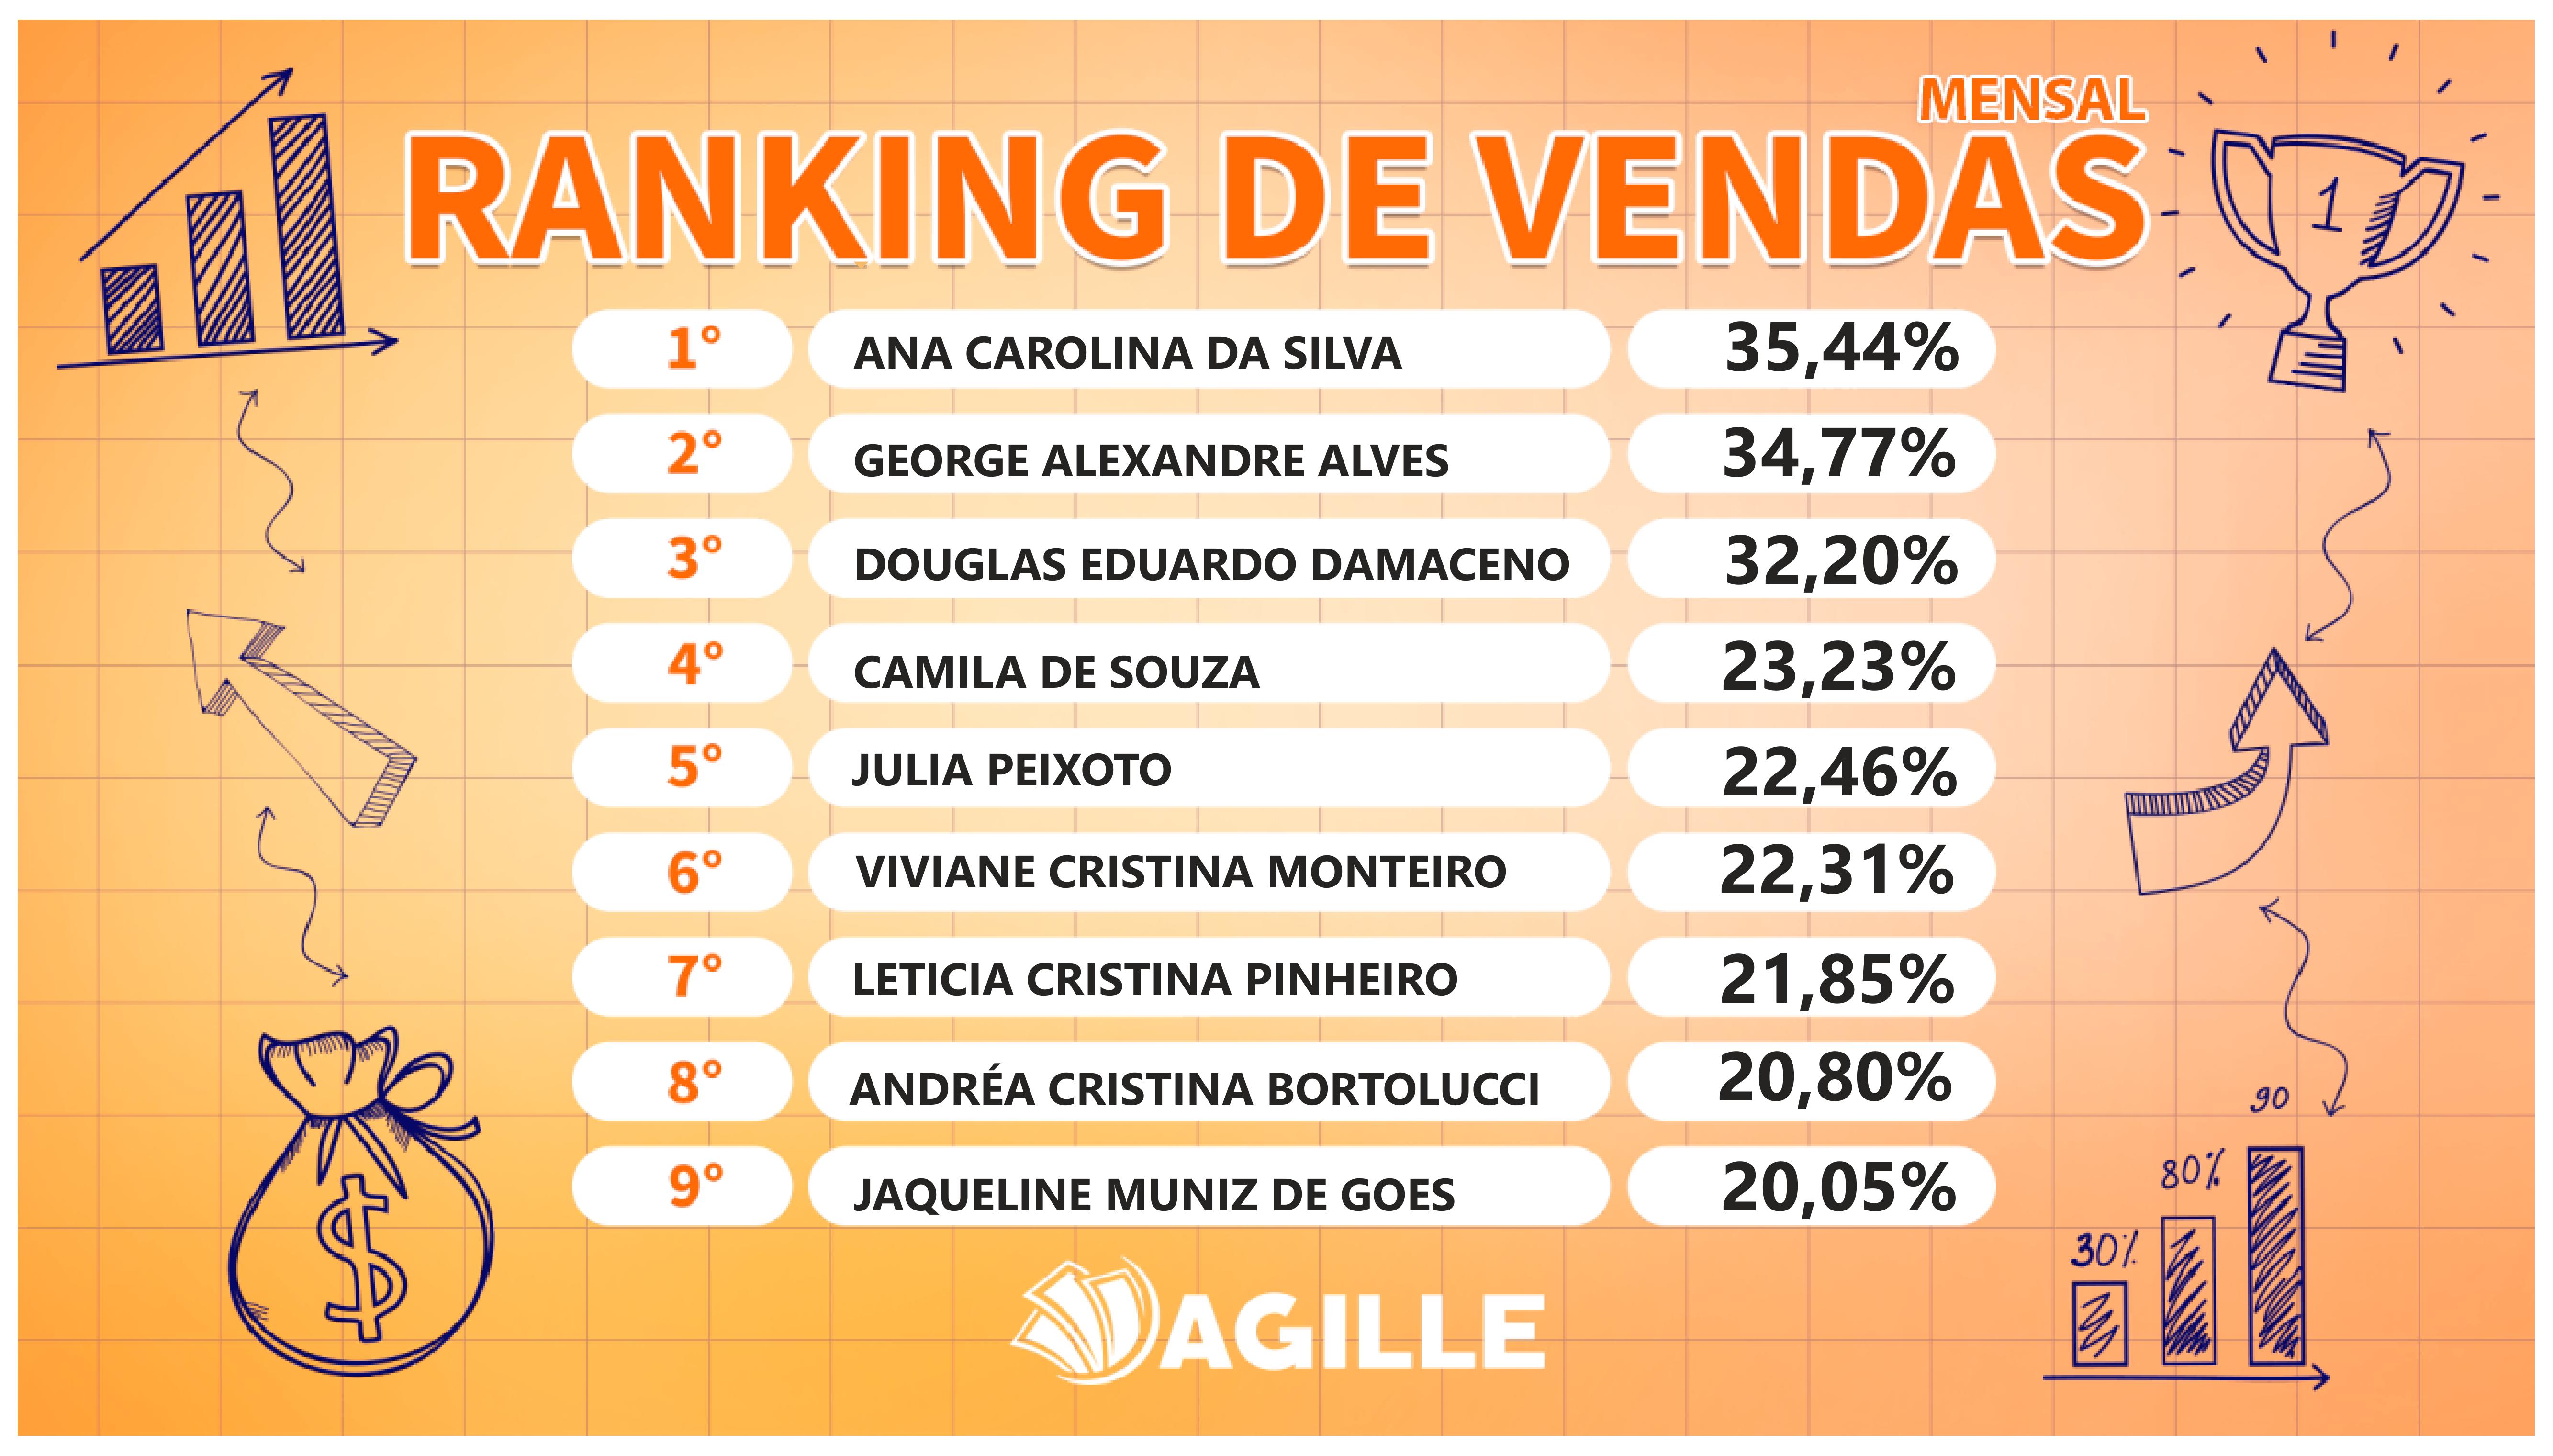 MENSAL
RANKING DE VENDAS
1° ANA CAROLINA DA SILVA 35,44%
2° GEORGE ALEXANDRE ALVES 34,77%
3° DOUGLAS EDUARDO DAMACENO 32,20%
4° CAMILA DE SOUZA 23,23%
5° JULIA PEIXOTO 22,46%
6° VIVIANE CRISTINA MONTEIRO 22,31%
7° LETICIA CRISTINA PINHEIRO 21,85%
8° ANDRÉA CRISTINA BORTOLUCCI 20,80%
9° JAQUELINE MUNIZ DE GOES 20,05%
AGILLE
1
$
30%
80%
90